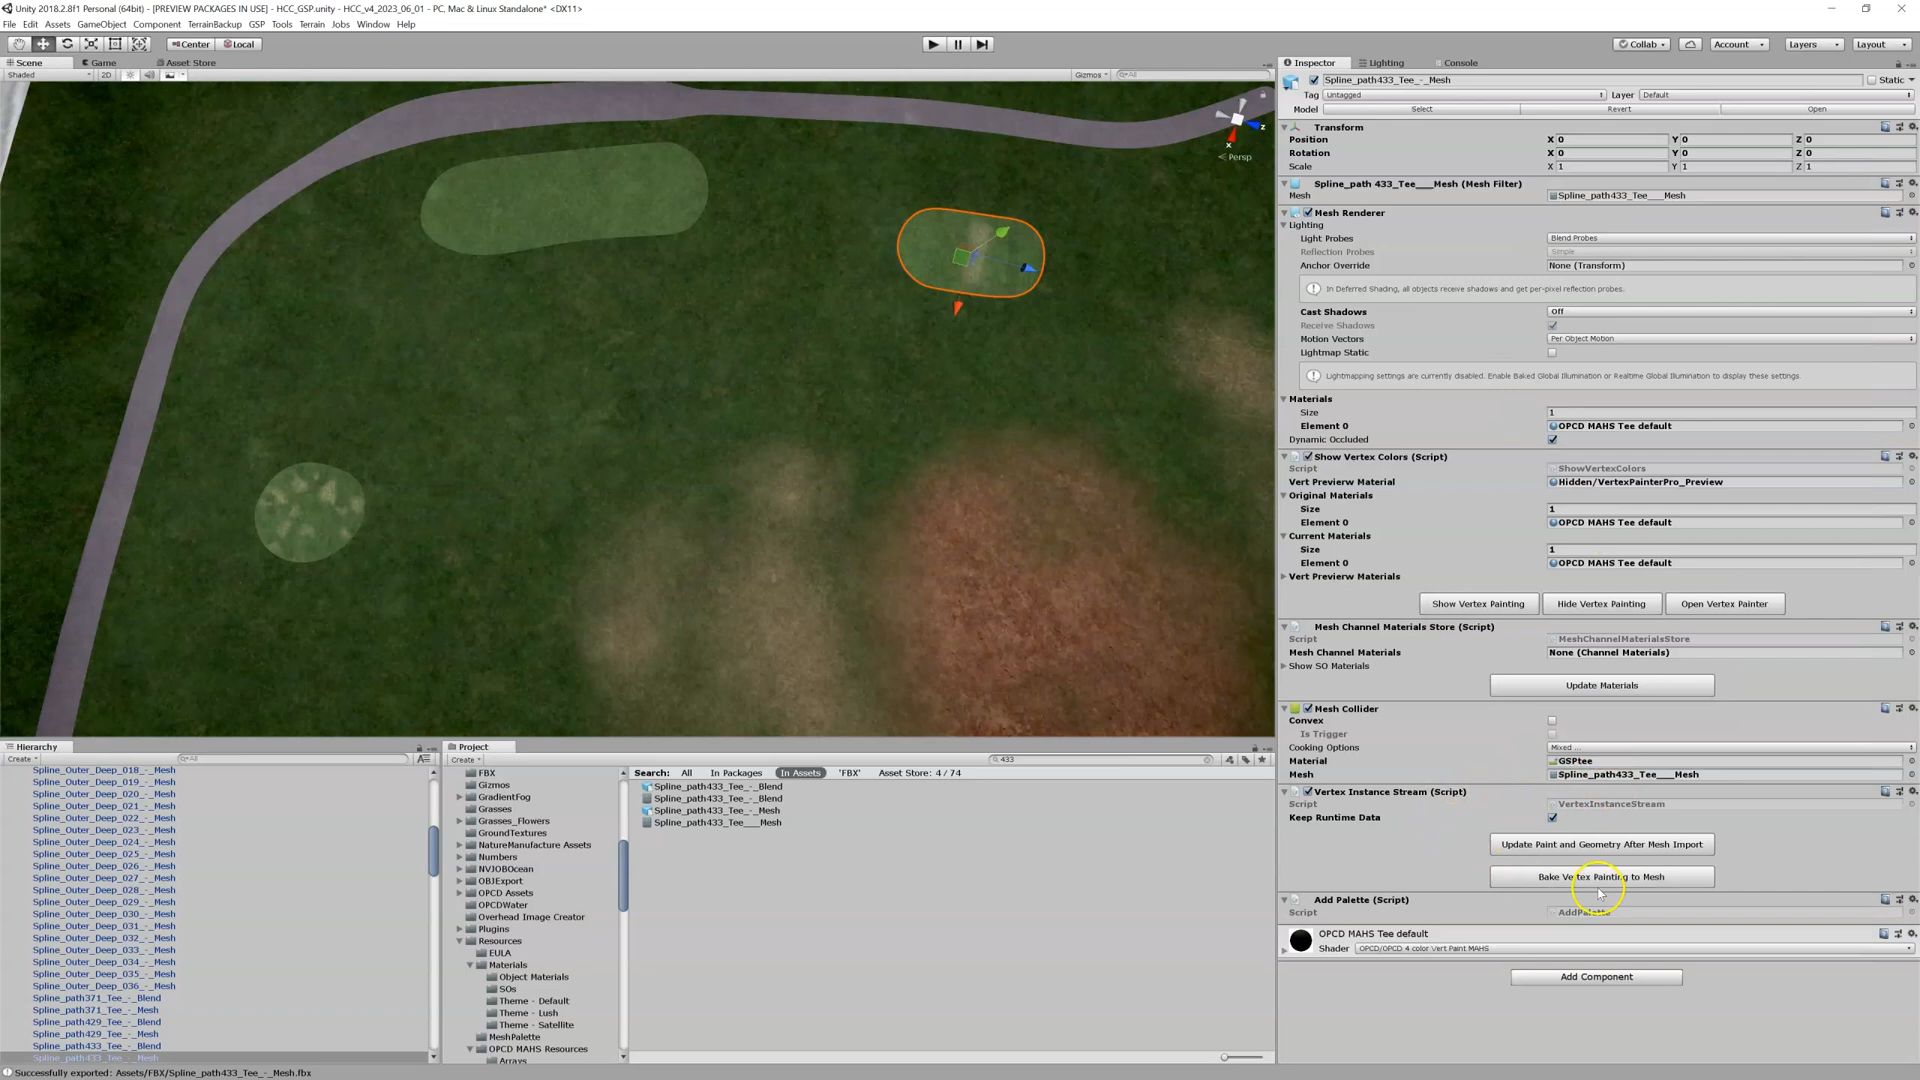 Unity 2018.2.8f1 Personal (64bit) - [PREVIEW PACKAGES IN USE] - HCC_GSP.unity - HCC_v4_2023_06_01 - PC, Mac & Linux Standalone* <DX11>
File Edit Assets GameObject Component TerrainBackup GSP Tools Terrain Jobs Window Help
Center Local Collab Account Layers Layout
Scene Game Asset Store
Shaded 2D Gizmos All
x z
Persp
Inspector Lighting Console
Spline_path433_Tee_-_Mesh Static
Tag Untagged Layer Default
Model Select Revert Open
Transform
Position X 0 Y 0 Z 0
Rotation X 0 Y 0 Z 0
Scale X 1 Y 1 Z 1
Spline_path 433_Tee___Mesh (Mesh Filter)
Mesh Spline_path433_Tee___Mesh
Mesh Renderer
Lighting
Light Probes Blend Probes
Reflection Probes Simple
Anchor Override None (Transform)
In Deferred Shading, all objects receive shadows and get per-pixel reflection probes.
Cast Shadows Off
Receive Shadows
Motion Vectors Per Object Motion
Lightmap Static
Lightmapping settings are currently disabled. Enable Baked Global Illumination or Realtime Global Illumination to display these settings.
Materials
Size 1
Element 0 OPCD MAHS Tee default
Dynamic Occluded
Show Vertex Colors (Script)
Script ShowVertexColors
Vert Previerw Material Hidden/VertexPainterPro_Preview
Original Materials
Size 1
Element 0 OPCD MAHS Tee default
Current Materials
Size 1
Element 0 OPCD MAHS Tee default
Vert Previerw Materials
Show Vertex Painting Hide Vertex Painting Open Vertex Painter
Mesh Channel Materials Store (Script)
Script MeshChannelMaterialsStore
Mesh Channel Materials None (Channel Materials)
Show SO Materials
Update Materials
Mesh Collider
Convex
Is Trigger
Cooking Options Mixed ...
Material GSPtee
Mesh Spline_path433_Tee___Mesh
Vertex Instance Stream (Script)
Script VertexInstanceStream
Keep Runtime Data
Update Paint and Geometry After Mesh Import
Bake Vertex Painting to Mesh
Add Palette (Script)
Script AddPalette
OPCD MAHS Tee default
Shader OPCD/OPCD 4 color Vert Paint MAHS
Add Component
Hierarchy
Create All
Spline_Outer_Deep_018_-_Mesh
Spline_Outer_Deep_019_-_Mesh
Spline_Outer_Deep_020_-_Mesh
Spline_Outer_Deep_021_-_Mesh
Spline_Outer_Deep_022_-_Mesh
Spline_Outer_Deep_023_-_Mesh
Spline_Outer_Deep_024_-_Mesh
Spline_Outer_Deep_025_-_Mesh
Spline_Outer_Deep_026_-_Mesh
Spline_Outer_Deep_027_-_Mesh
Spline_Outer_Deep_028_-_Mesh
Spline_Outer_Deep_029_-_Mesh
Spline_Outer_Deep_030_-_Mesh
Spline_Outer_Deep_031_-_Mesh
Spline_Outer_Deep_032_-_Mesh
Spline_Outer_Deep_033_-_Mesh
Spline_Outer_Deep_034_-_Mesh
Spline_Outer_Deep_035_-_Mesh
Spline_Outer_Deep_036_-_Mesh
Spline_path371_Tee_-_Blend
Spline_path371_Tee_-_Mesh
Spline_path429_Tee_-_Blend
Spline_path429_Tee_-_Mesh
Spline_path433_Tee_-_Blend
Spline_path433_Tee_-_Mesh
Project
Create 433
FBX
Gizmos
GradientFog
Grasses
Grasses_Flowers
GroundTextures
NatureManufacture Assets
Numbers
NVJOBOcean
OBJExport
OPCD Assets
OPCDWater
Overhead Image Creator
Plugins
Resources
EULA
Materials
Object Materials
SOs
Theme - Default
Theme - Lush
Theme - Satellite
MeshPalette
OPCD MAHS Resources
Arrays
Search: All In Packages In Assets 'FBX' Asset Store: 4 / 74
Spline_path433_Tee_-_Blend
Spline_path433_Tee_-_Blend
Spline_path433_Tee_-_Mesh
Spline_path433_Tee___Mesh
Successfully exported: Assets/FBX/Spline_path433_Tee_-_Mesh.fbx